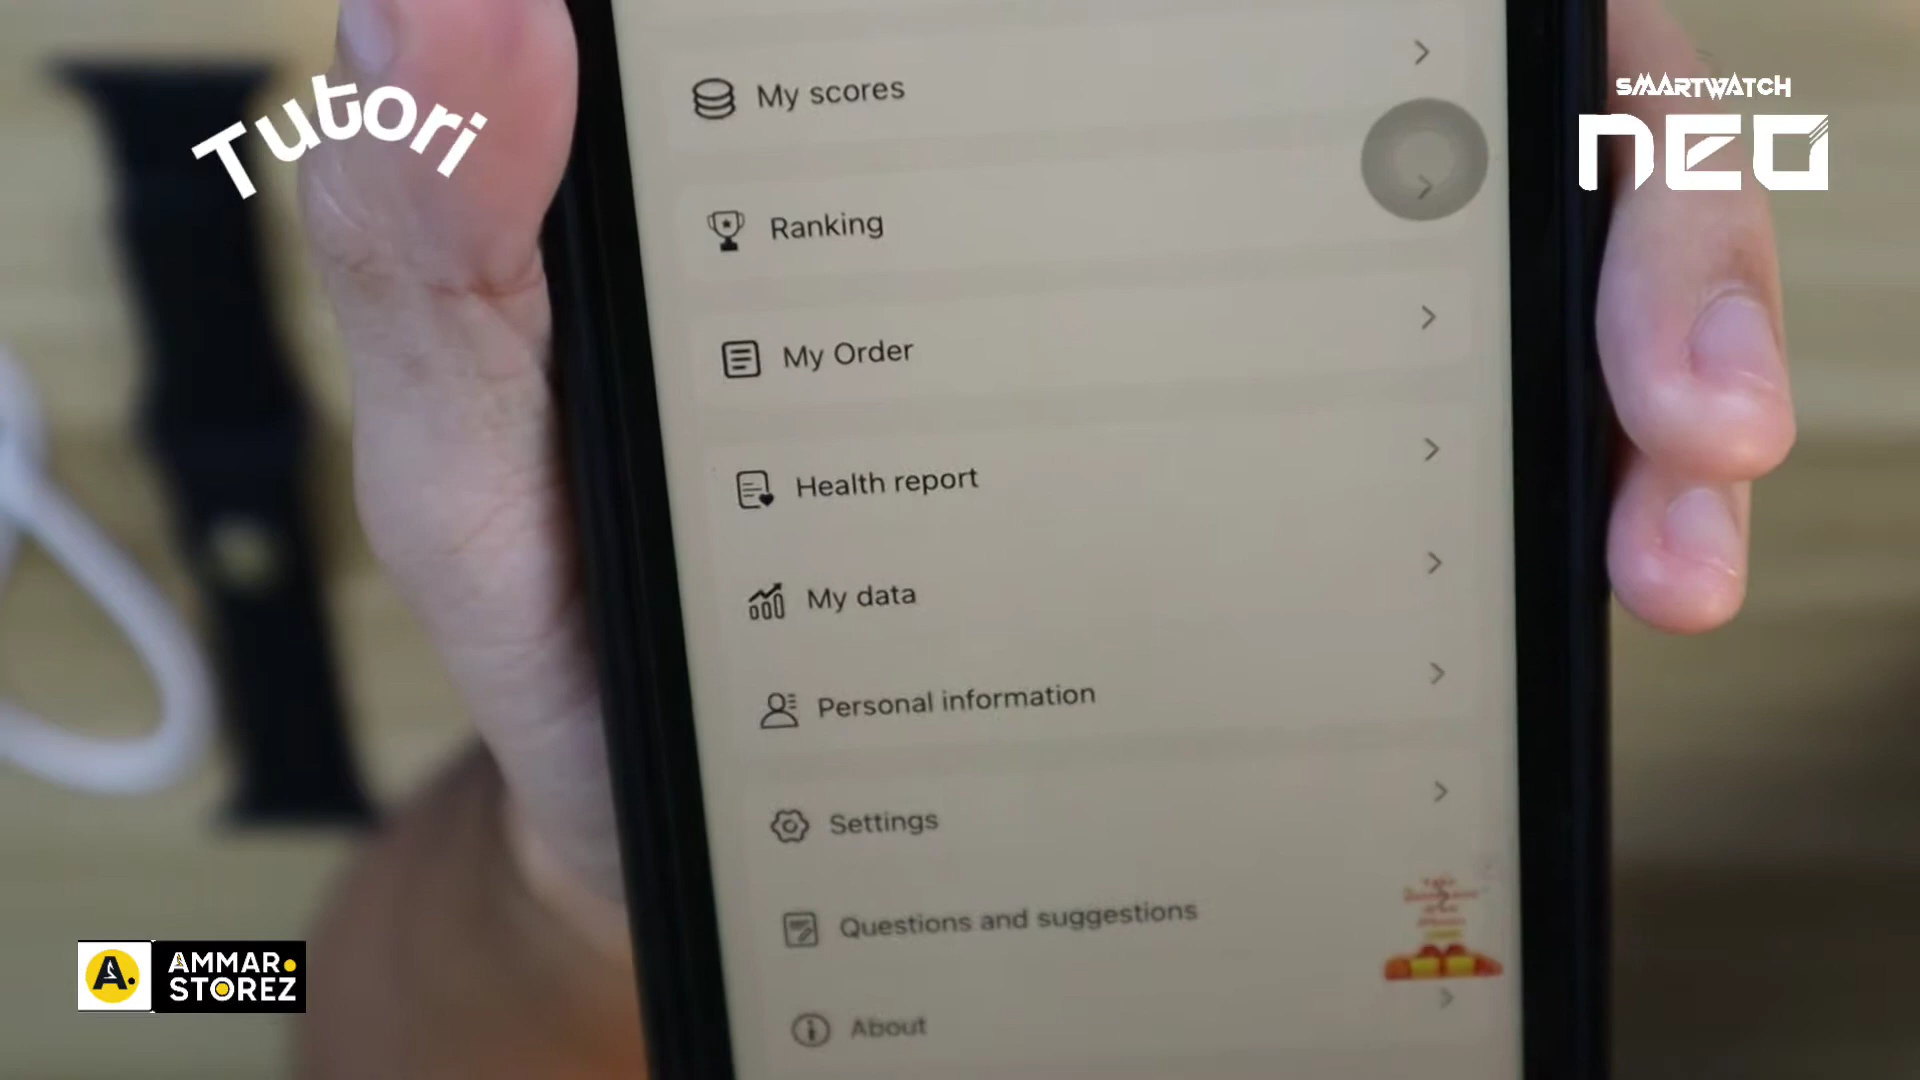 Tutori
SMARTWATCH
NEO
My scores
Ranking
My Order
Health report
My data
Personal information
Settings
Questions and suggestions
About
A.
AMMAR
STOREZ